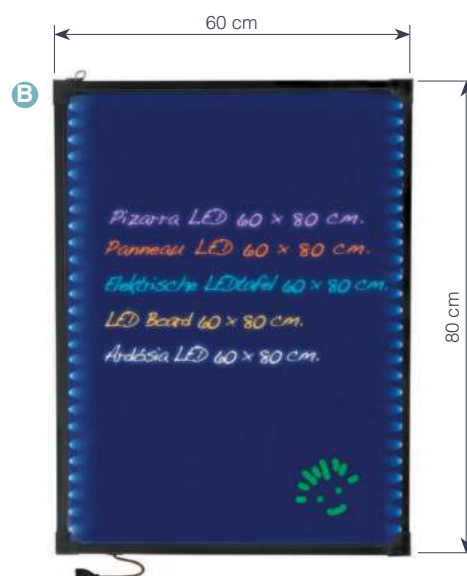 60 cm
B
Pizarra LED 60 x 80 cm.
Panneau LED 60 x 80 cm.
Elektrische LEDtafel 60 x 80 cm.
LED Board 60 x 80 cm.
Ardósia LED 60 x 80 cm.
80 cm